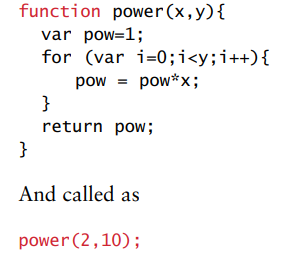 function power(x,y){
var pow=1;
for (var i=0;i<y;i++){
pow = pow*x;
}
return pow;
}
And called as
power(2,10);